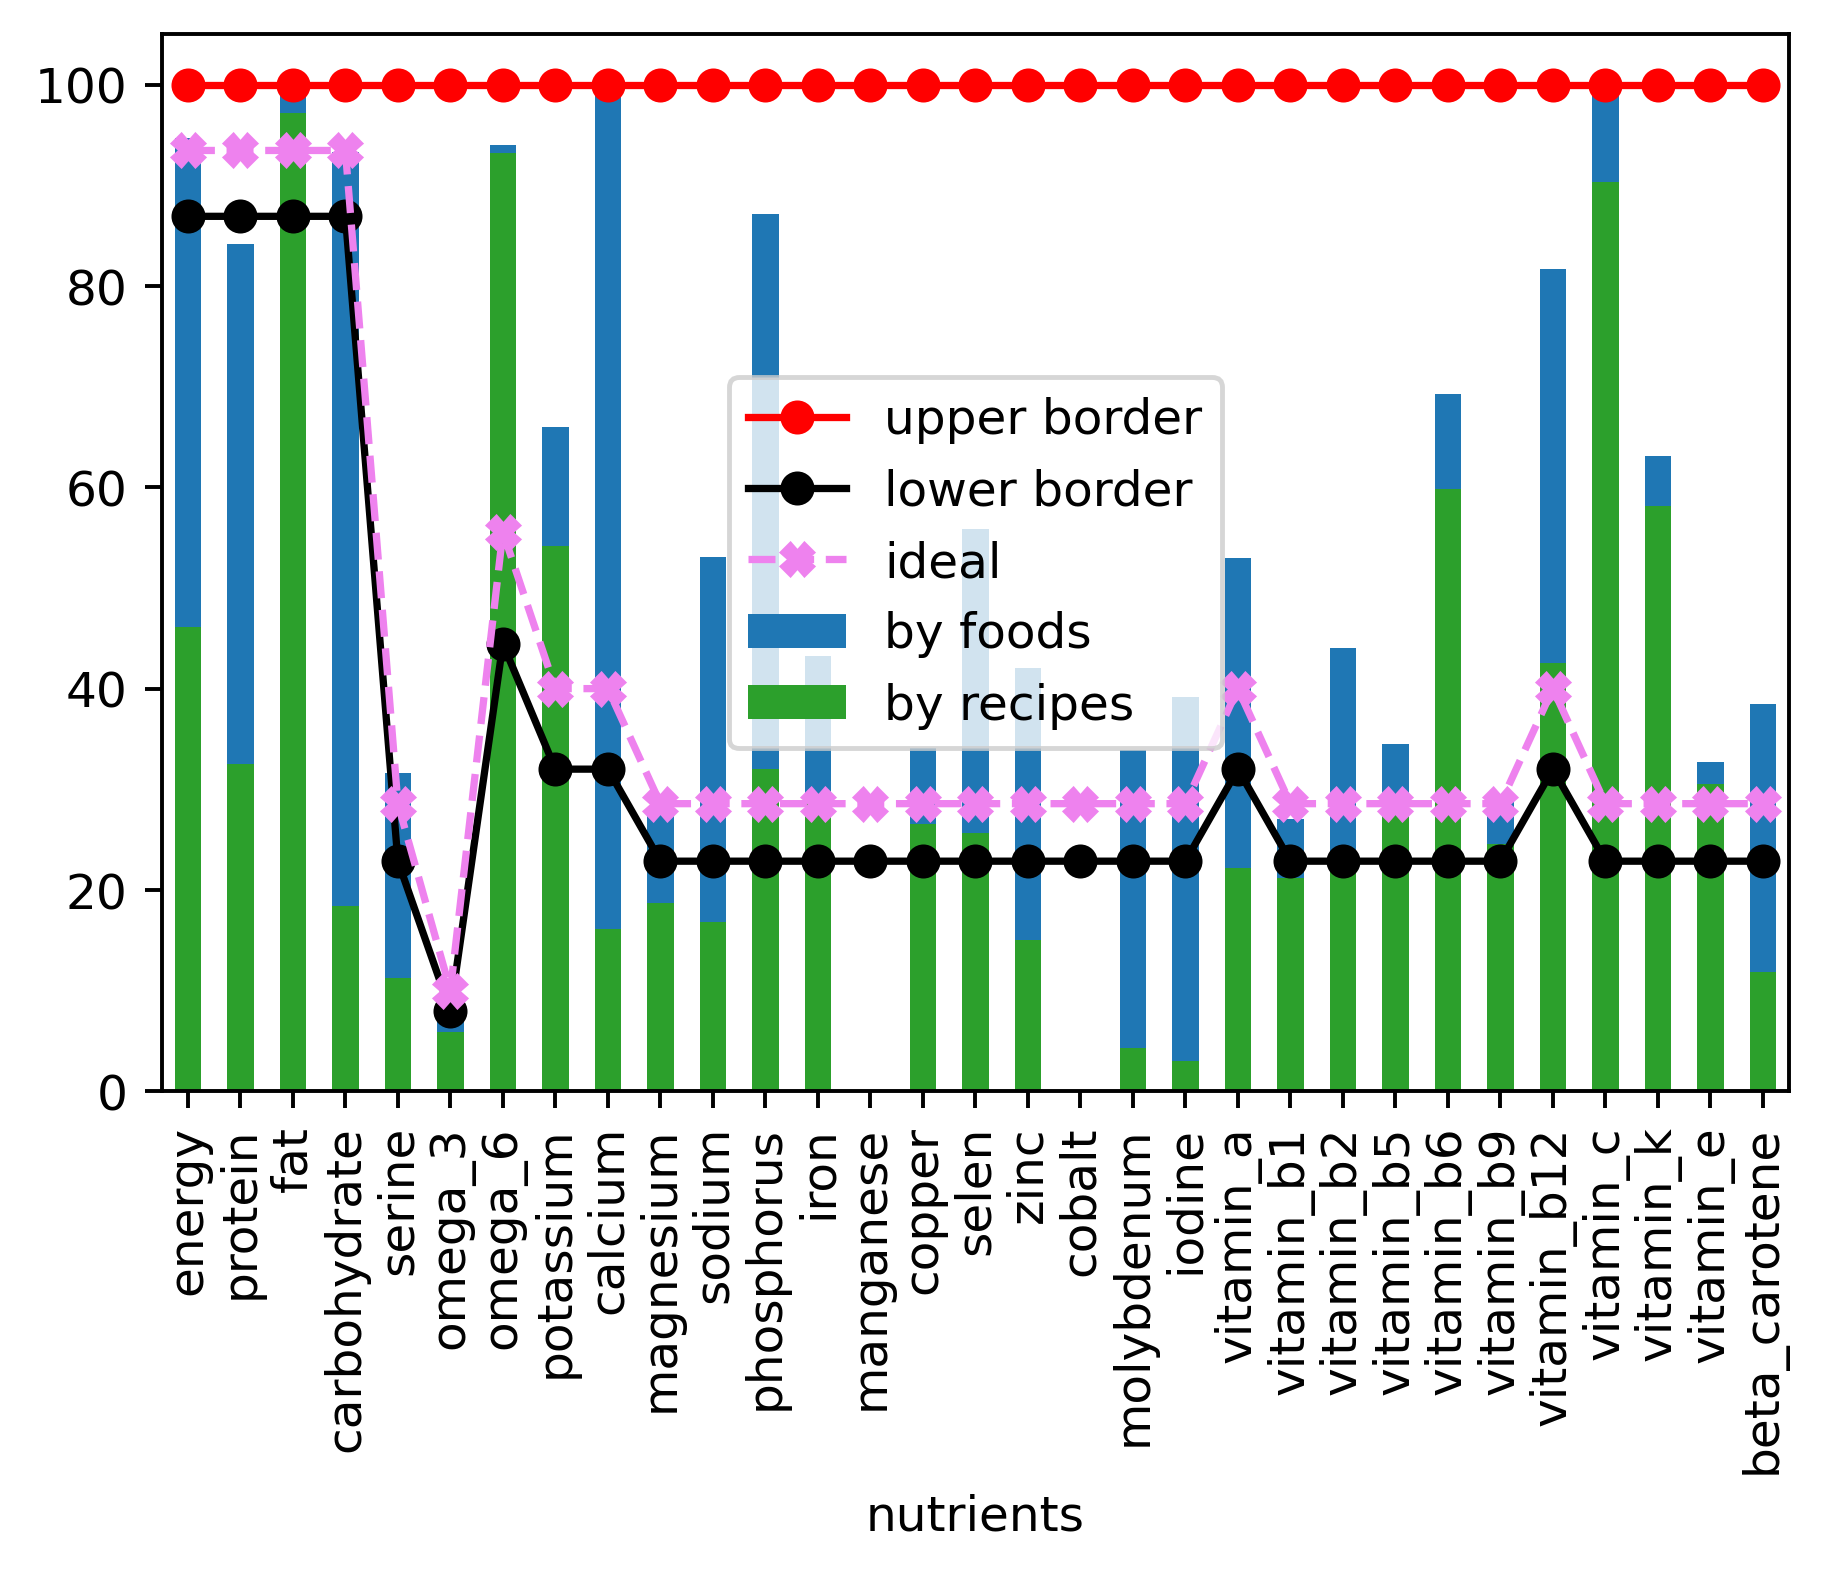 100
80
60
40
20
0
upper border
lower border
ideal
by foods
by recipes
energy
protein
fat
carbohydrate
serine
omega_3
omega_6
potassium
calcium
magnesium
sodium
phosphorus
iron
manganese
copper
selen
zinc
cobalt
molybdenum
iodine
vitamin_a
vitamin_b1
vitamin_b2
vitamin_b5
vitamin_b6
vitamin_b9
vitamin_b12
vitamin_c
vitamin_k
vitamin_e
beta_carotene
nutrients